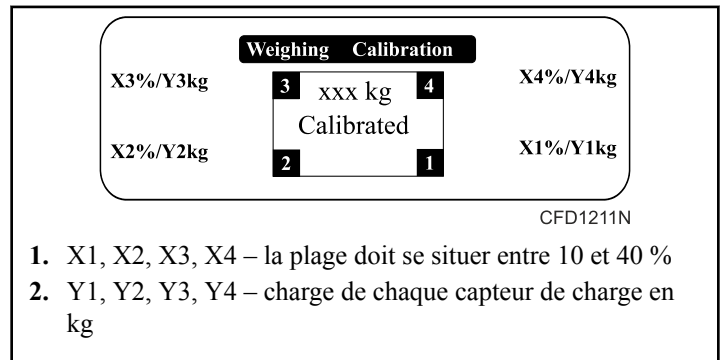 Weighing Calibration
X3%/Y3kg 3 xxx kg 4 X4%/Y4kg
Calibrated
X2%/Y2kg 2 1 X1%/Y1kg
CFD1211N
1. X1, X2, X3, X4 – la plage doit se situer entre 10 et 40 %
2. Y1, Y2, Y3, Y4 – charge de chaque capteur de charge en
kg